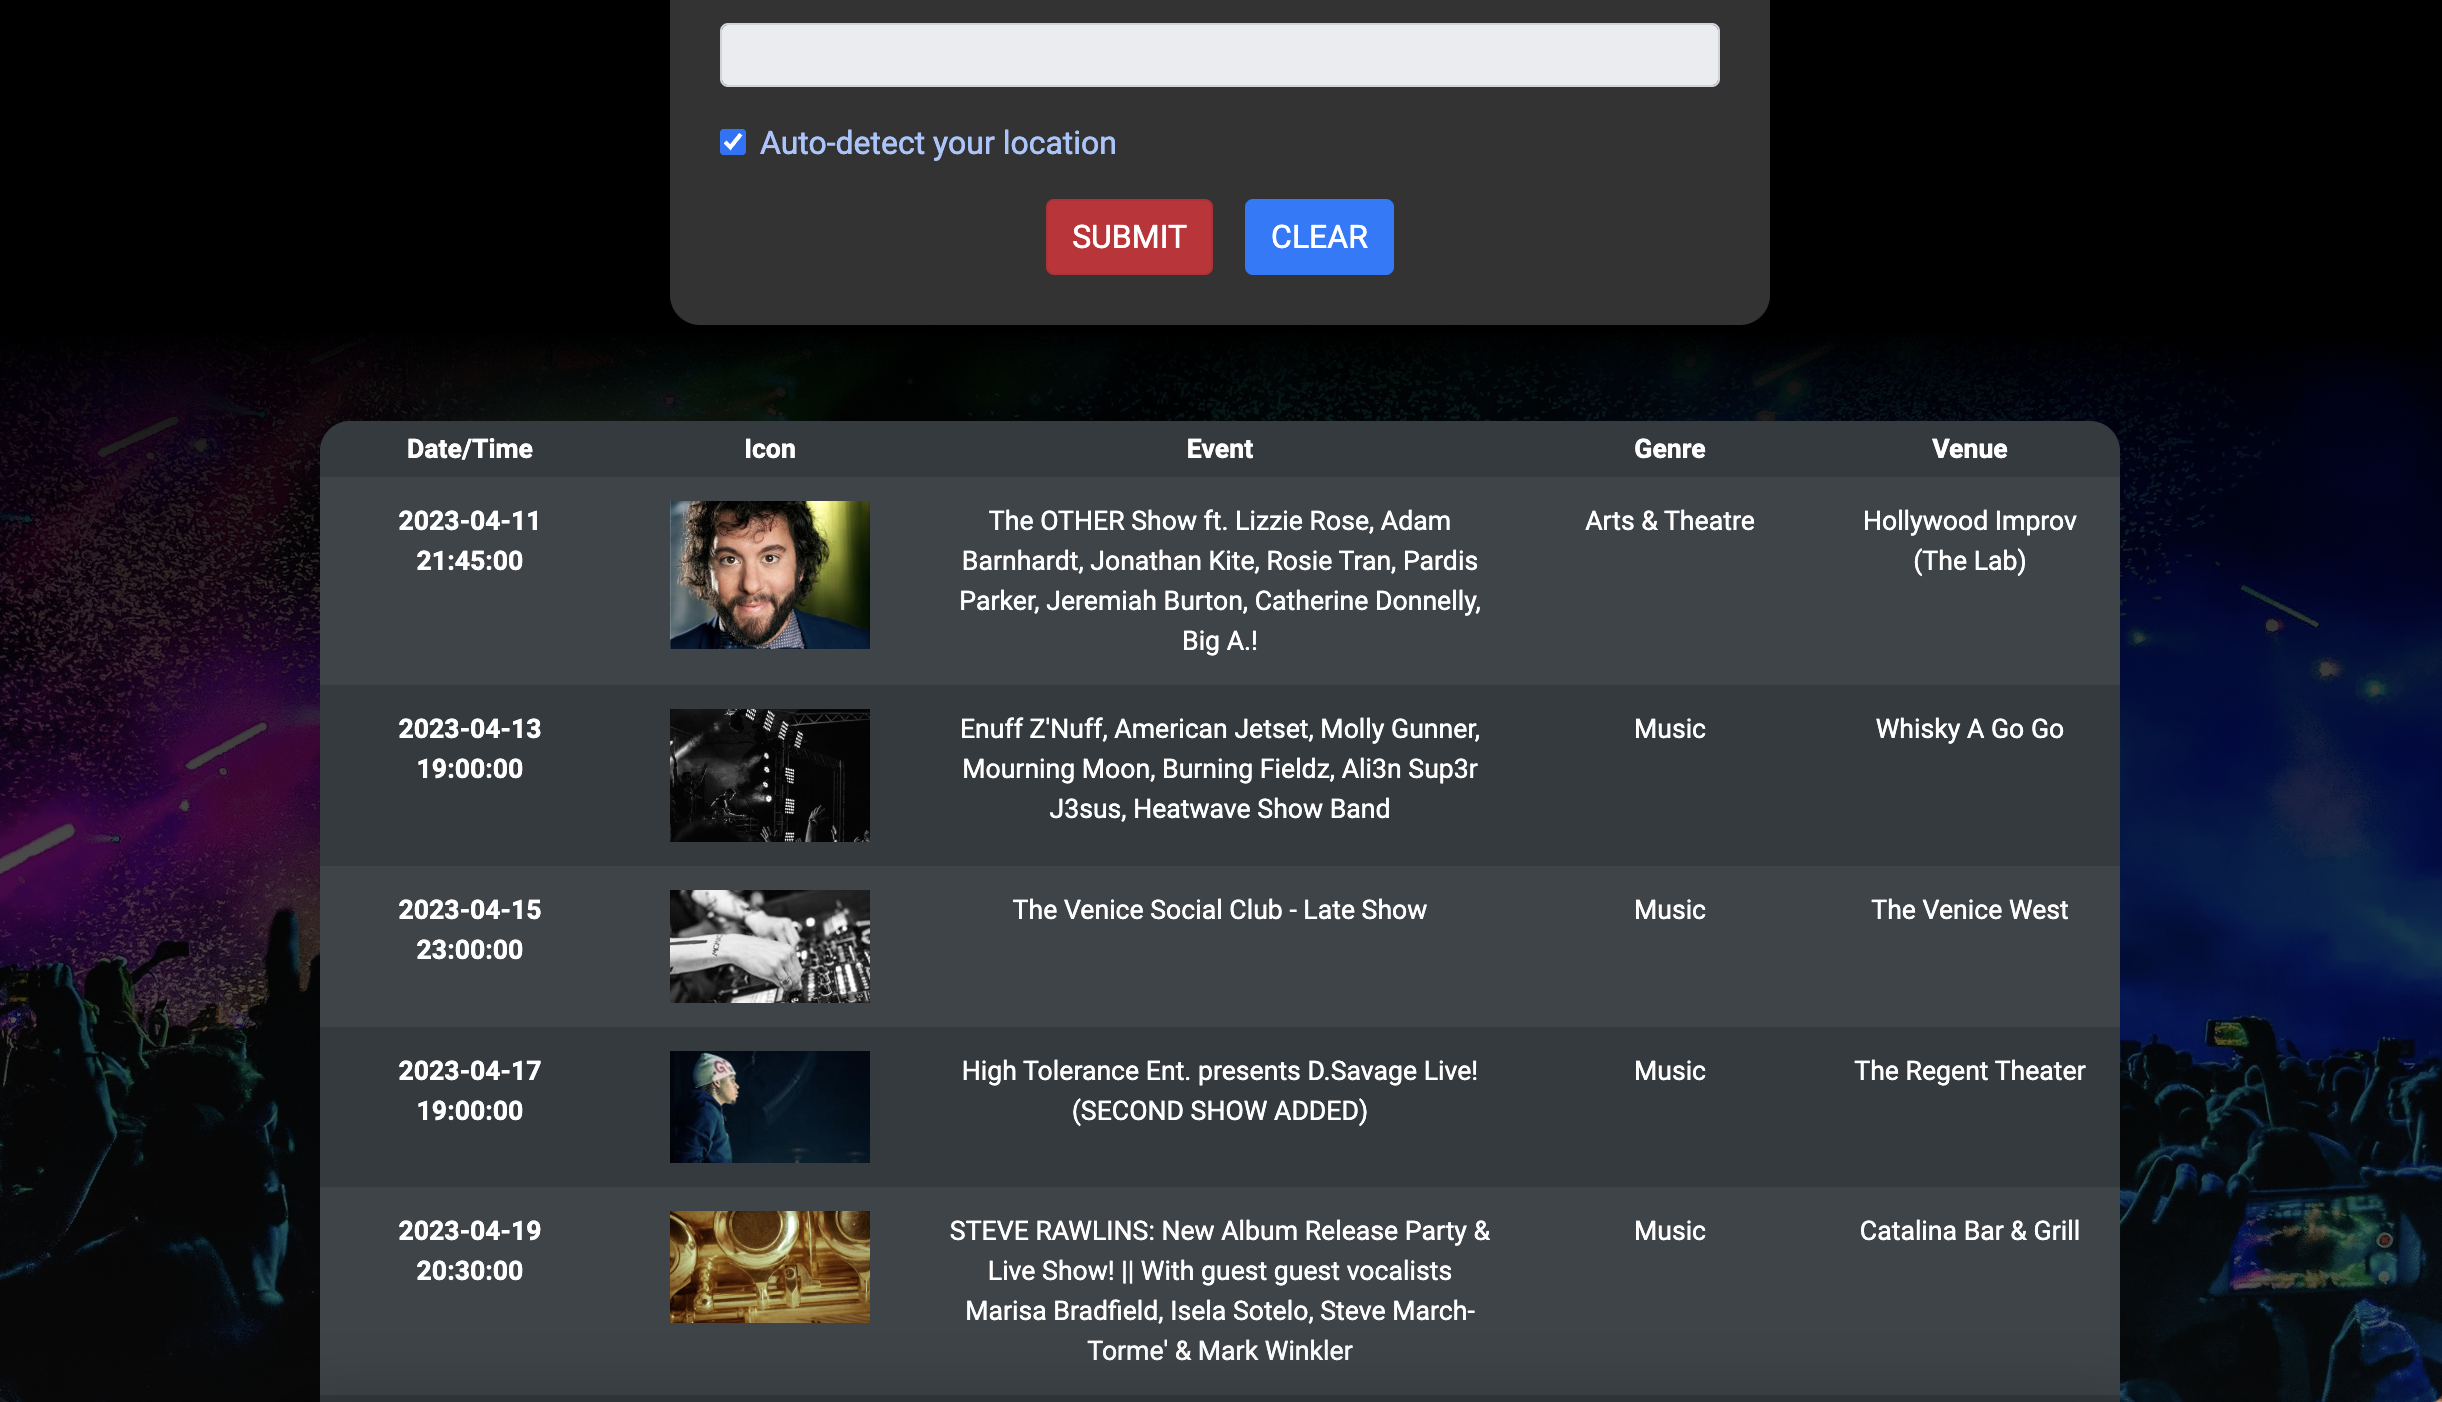 Auto-detect your location
SUBMIT CLEAR
Date/Time Icon Event Genre Venue
2023-04-11
21:45:00
The OTHER Show ft. Lizzie Rose, Adam
Barnhardt, Jonathan Kite, Rosie Tran, Pardis
Parker, Jeremiah Burton, Catherine Donnelly,
Big A.!
Arts & Theatre
Hollywood Improv
(The Lab)
2023-04-13
19:00:00
Enuff Z'Nuff, American Jetset, Molly Gunner,
Mourning Moon, Burning Fieldz, Ali3n Sup3r
J3sus, Heatwave Show Band
Music
Whisky A Go Go
2023-04-15
23:00:00
The Venice Social Club - Late Show
Music
The Venice West
2023-04-17
19:00:00
High Tolerance Ent. presents D.Savage Live!
(SECOND SHOW ADDED)
Music
The Regent Theater
2023-04-19
20:30:00
STEVE RAWLINS: New Album Release Party &
Live Show! || With guest guest vocalists
Marisa Bradfield, Isela Sotelo, Steve March-
Torme' & Mark Winkler
Music
Catalina Bar & Grill